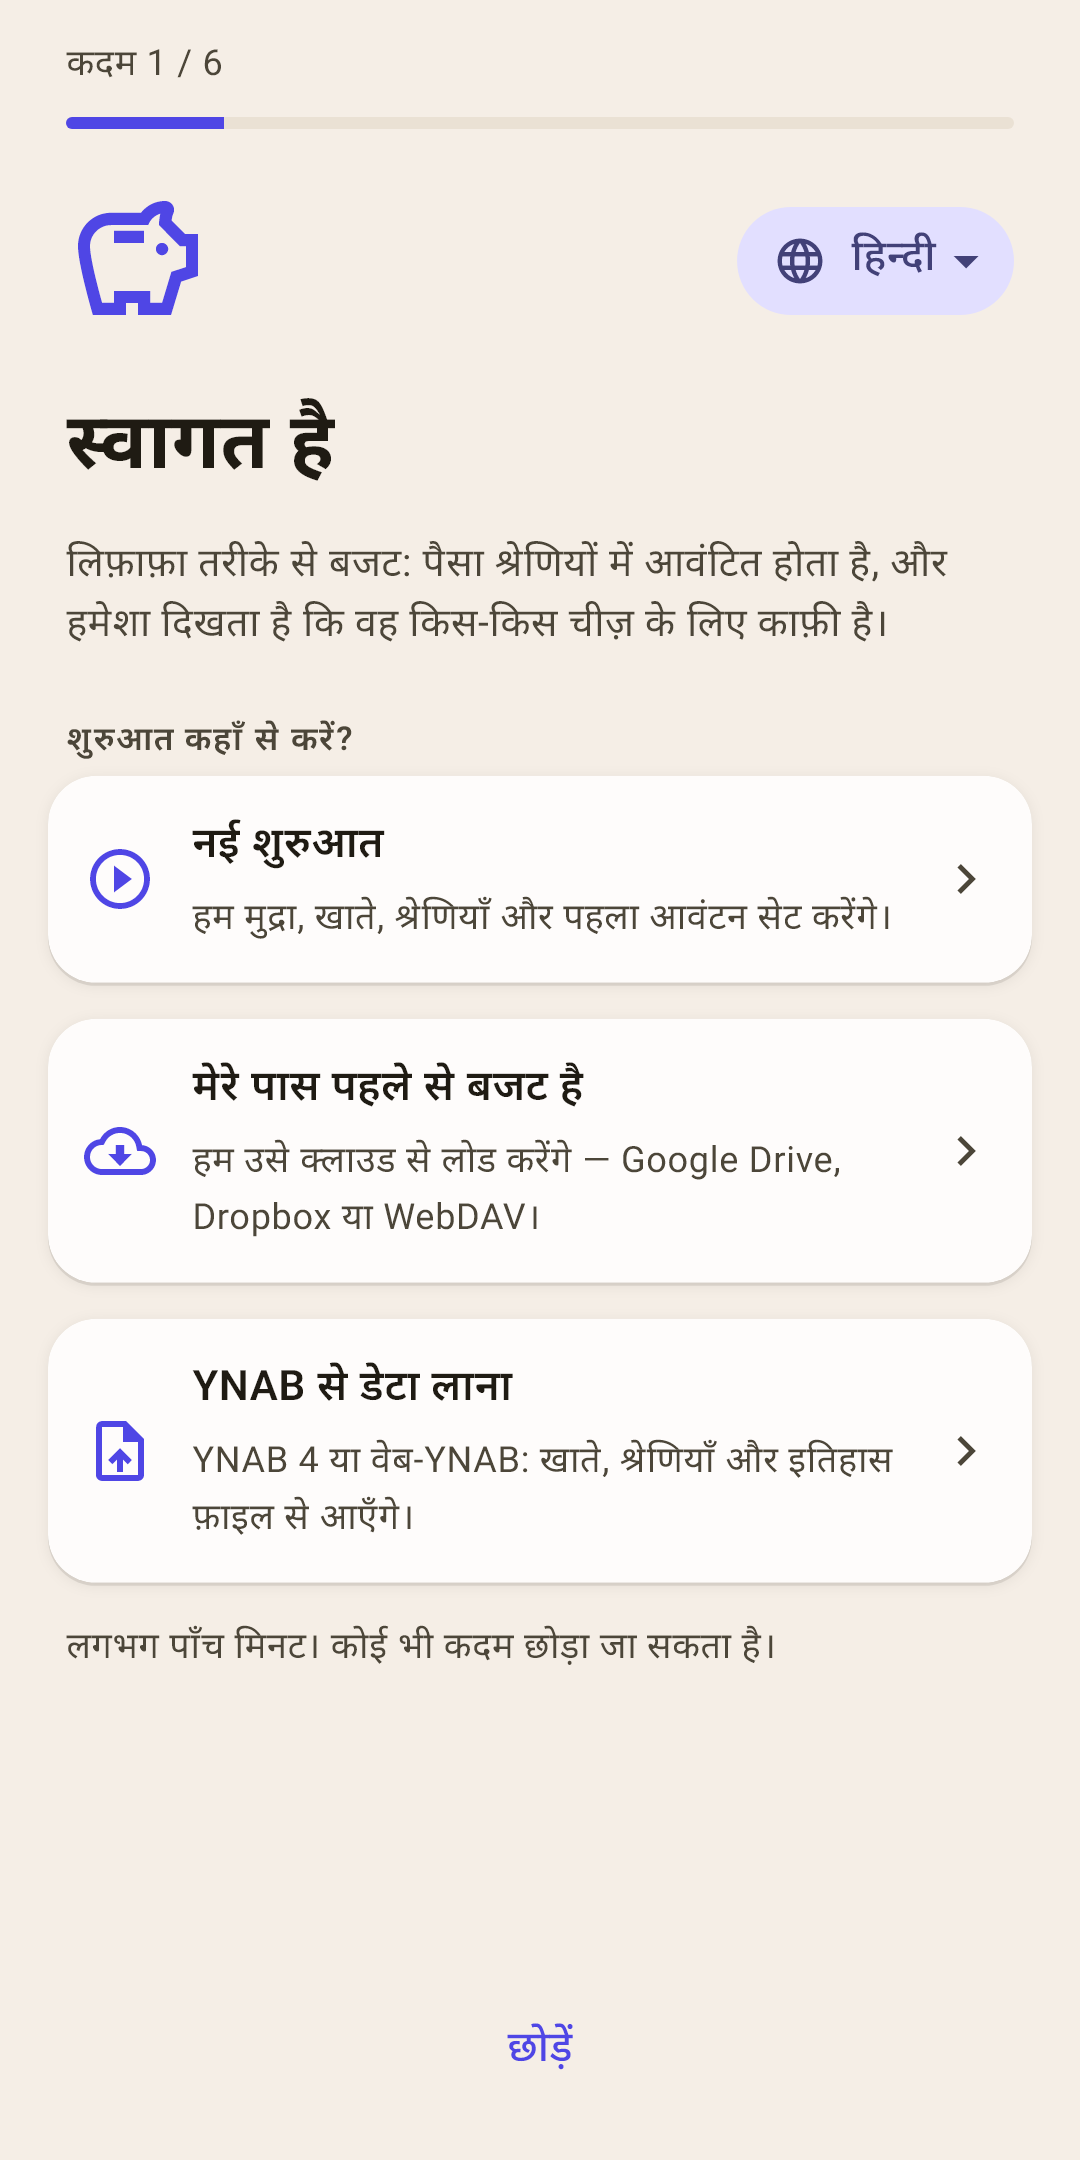 कदम 1 / 6
हिन्दी
स्वागत है
लिफ़ाफ़ा तरीके से बजट: पैसा श्रेणियों में आवंटित होता है, और
हमेशा दिखता है कि वह किस-किस चीज़ के लिए काफ़ी है।
शुरुआत कहाँ से करें?
नई शुरुआत
हम मुद्रा, खाते, श्रेणियाँ और पहला आवंटन सेट करेंगे।
मेरे पास पहले से बजट है
हम उसे क्लाउड से लोड करेंगे — Google Drive,
Dropbox या WebDAV।
YNAB से डेटा लाना
YNAB 4 या वेब-YNAB: खाते, श्रेणियाँ और इतिहास
फ़ाइल से आएँगे।
लगभग पाँच मिनट। कोई भी कदम छोड़ा जा सकता है।
छोड़ें